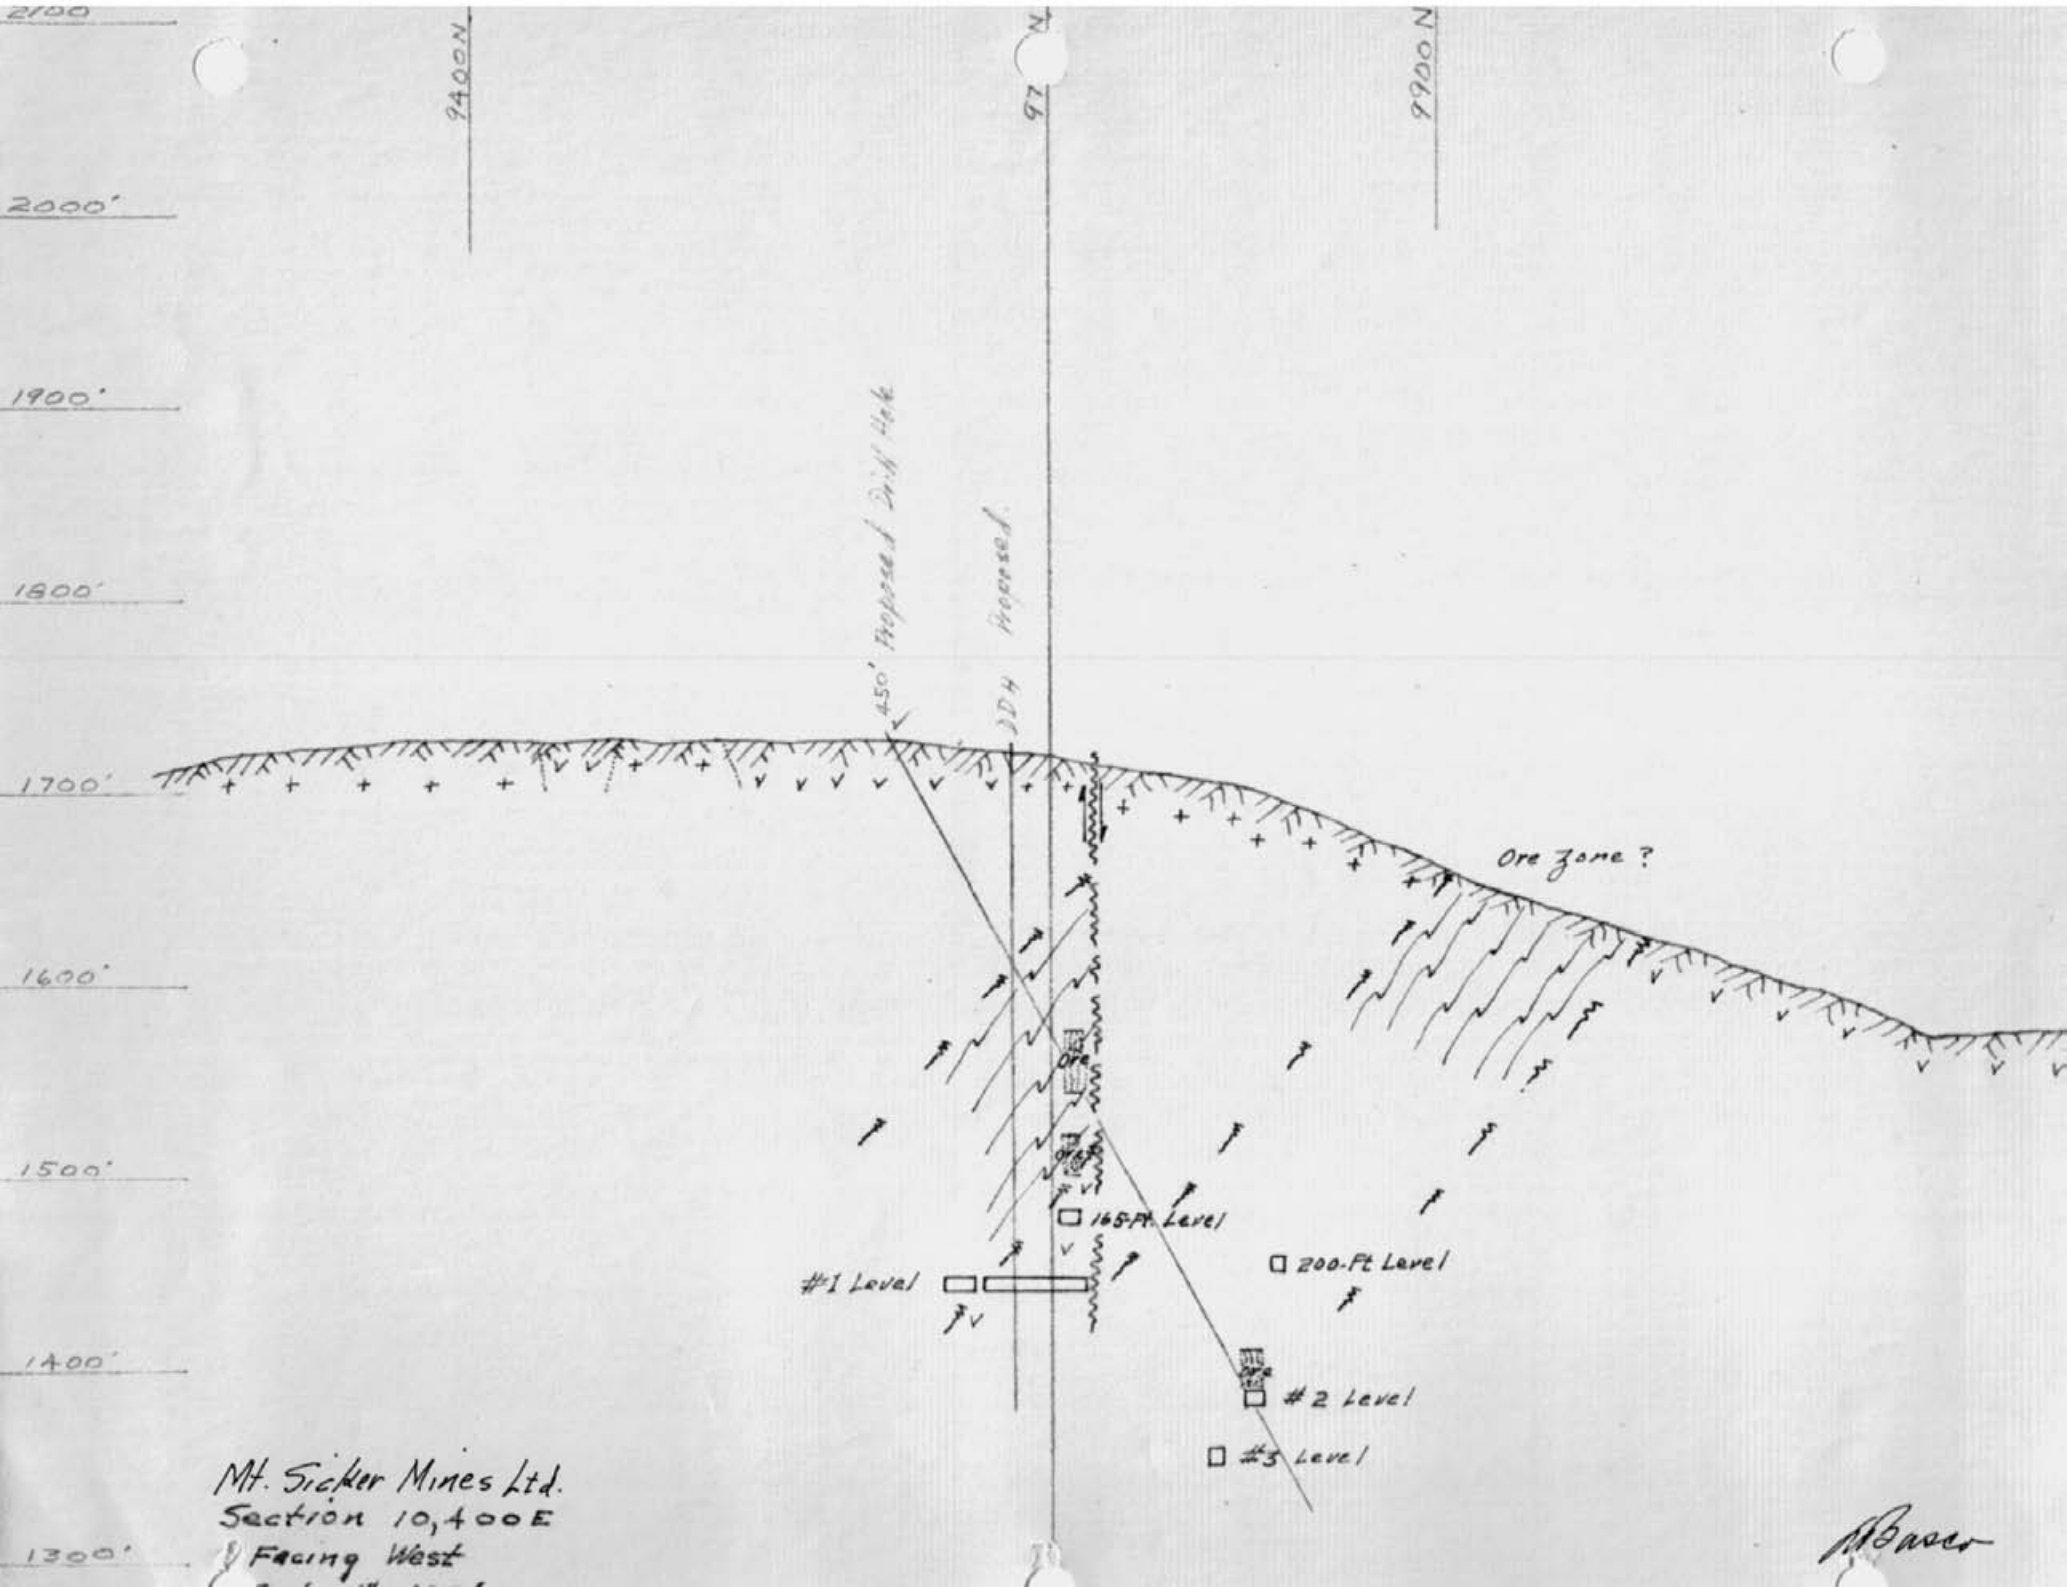 2100
9400N
97 N
9900N
2000'
1900'
1800'
450' Proposed Drill Hole
DDH Proposed
1700'
Ore Zone ?
1600'
Ore
1500'
Ore
165-Ft. Level
200-Ft Level
#1 Level
1400'
Ore
#2 Level
#3 Level
Mt. Sicker Mines Ltd.
Section 10,400E
Facing West
1300'